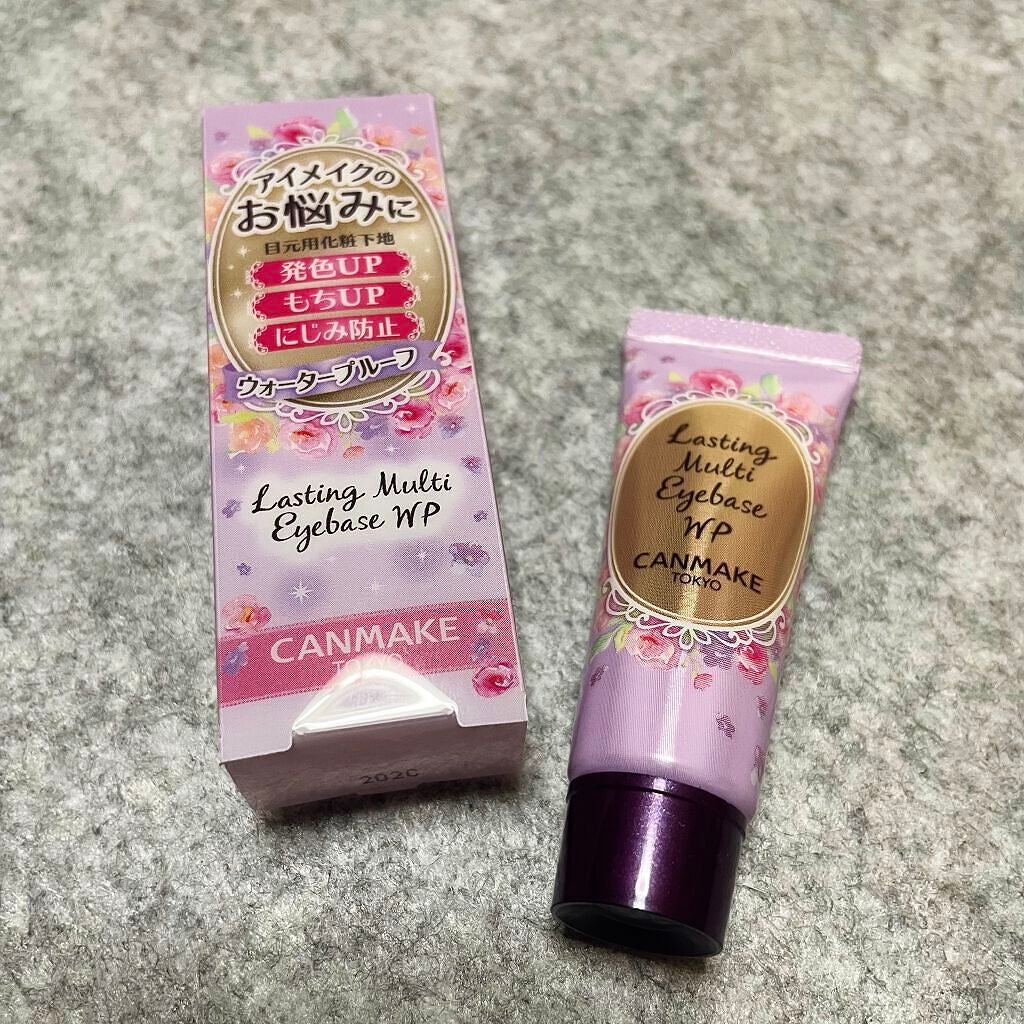 アイメイクの
お悩みに
目元用化粧下地
発色UP
もちUP
にじみ防止
ウォータープルーフ
Lasting Multi
Eyebase WP
CANMAKE
Lasting
Multi
Eyebase
WP
CANMAKE
TOKYO